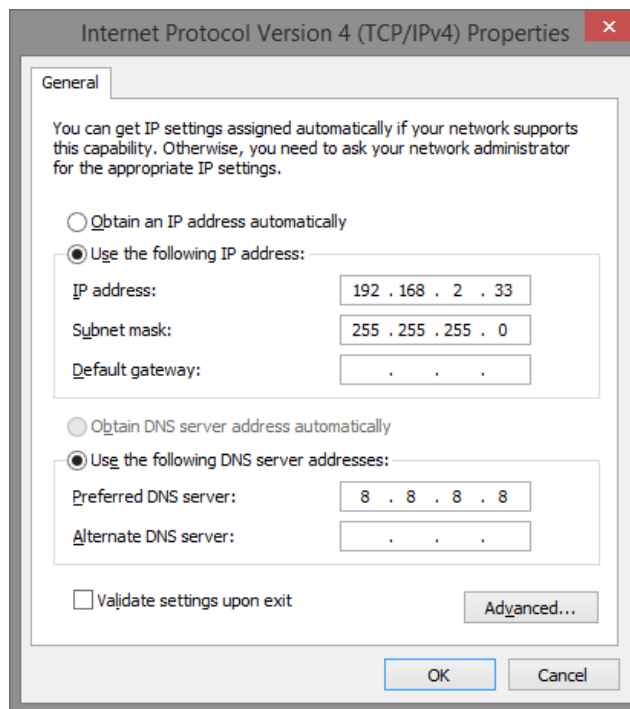 Internet Protocol Version 4 (TCP/IPv4) Properties
General
You can get IP settings assigned automatically if your network supports
this capability. Otherwise, you need to ask your network administrator
for the appropriate IP settings.
Obtain an IP address automatically
Use the following IP address:
IP address: 192 . 168 . 2 . 33
Subnet mask: 255 . 255 . 255 . 0
Default gateway: . . .
Obtain DNS server address automatically
Use the following DNS server addresses:
Preferred DNS server: 8 . 8 . 8 . 8
Alternate DNS server: . . .
Validate settings upon exit
Advanced...
OK Cancel